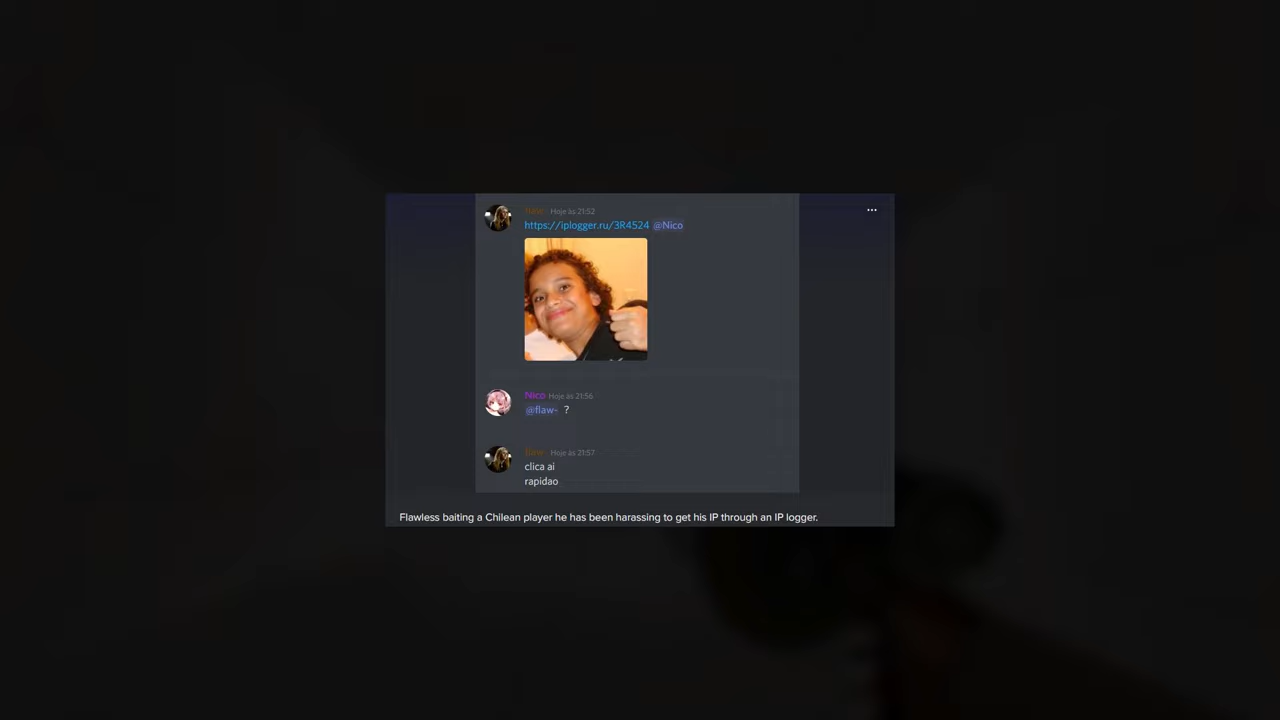 flaw- Hoje às 21:52
https://iplogger.ru/3R4524 @Nico
Nico Hoje às 21:56
@flaw- ?
flaw- Hoje às 21:57
clica ai
rapidao
Flawless baiting a Chilean player he has been harassing to get his IP through an IP logger.